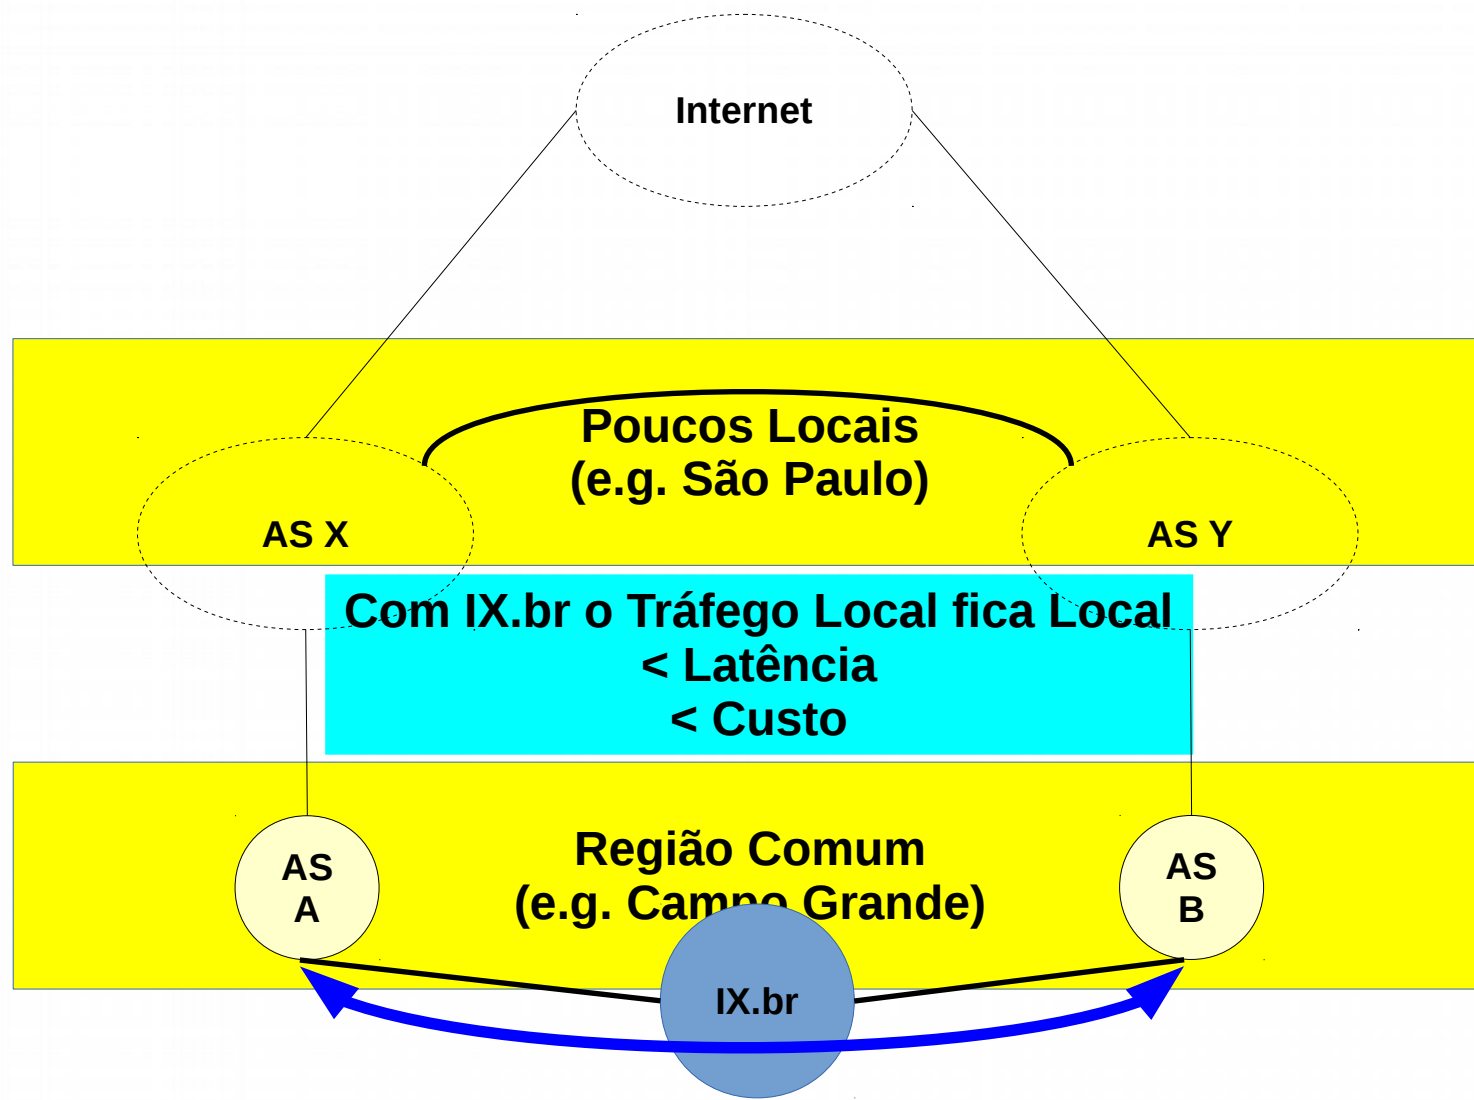 Internet
Poucos Locais
(e.g. São Paulo)
AS X
AS Y
Com IX.br o Tráfego Local fica Local
< Latência
< Custo
AS
A
Região Comum
(e.g. Campo Grande)
AS
B
IX.br